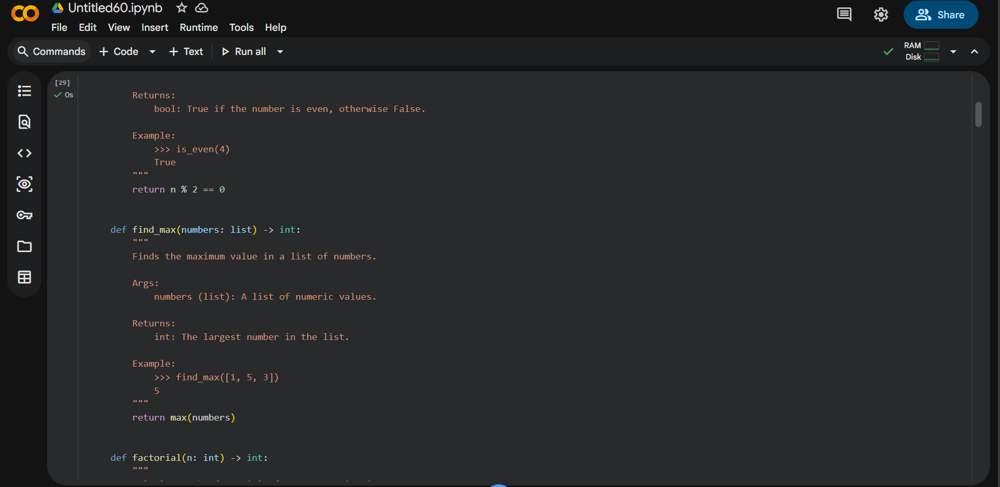 Untitled60.ipynb
File Edit View Insert Runtime Tools Help
Share
Commands + Code + Text Run all
RAM
Disk
[29]
0s
Returns:
bool: True if the number is even, otherwise False.
Example:
>>> is_even(4)
True
"""
return n % 2 == 0
def find_max(numbers: list) -> int:
"""
Finds the maximum value in a list of numbers.
Args:
numbers (list): A list of numeric values.
Returns:
int: The largest number in the list.
Example:
>>> find_max([1, 5, 3])
5
"""
return max(numbers)
def factorial(n: int) -> int:
"""